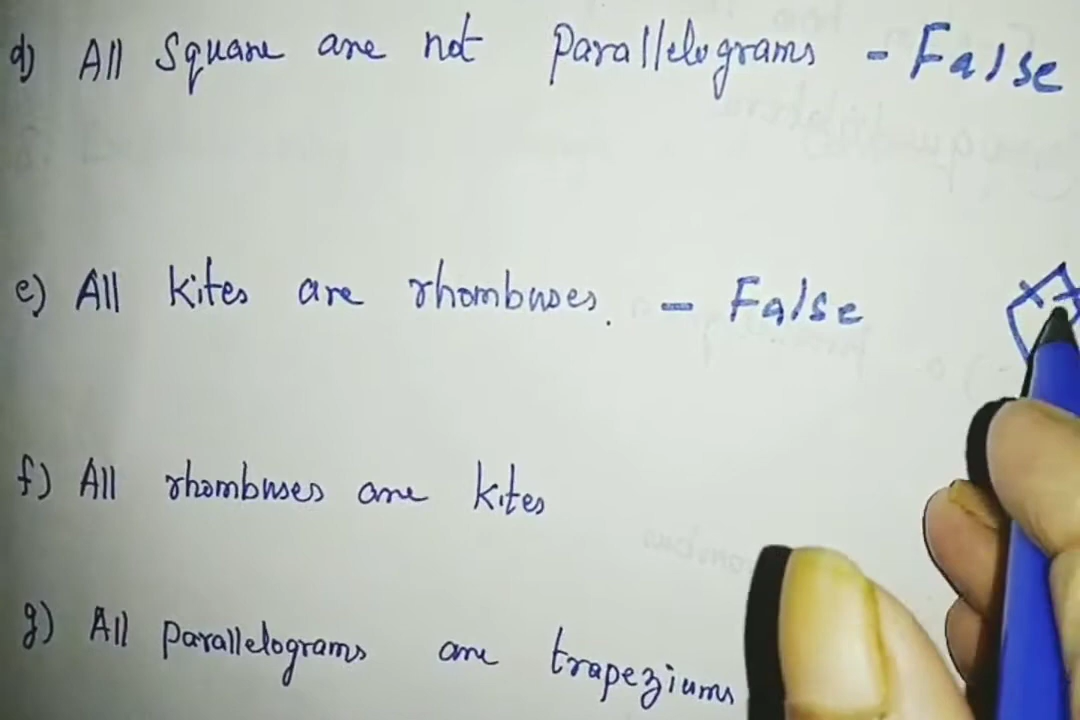 d) All Square are not Parallelograms - False
e) All kites are rhombuses. - False
f) All rhombuses are kites
g) All parallelograms are trapeziums